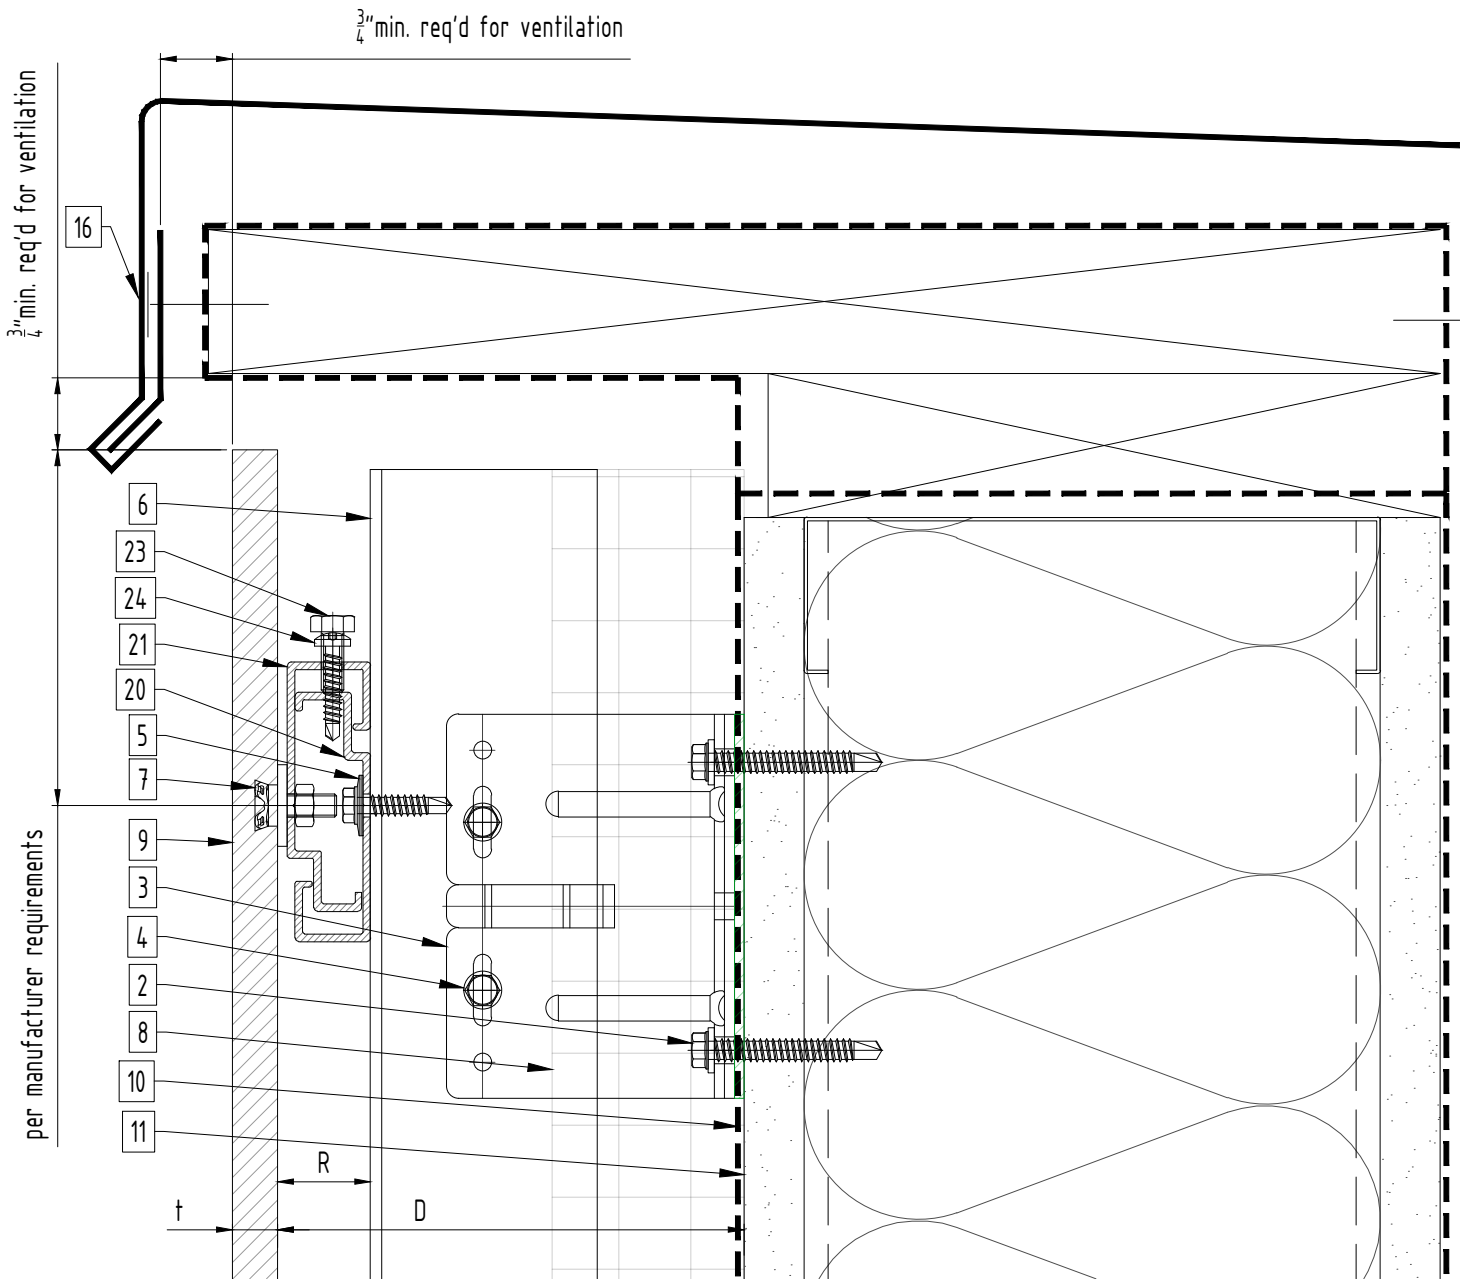 3/4"min. req'd for ventilation
3/4"min. req'd for ventilation
16
6
23
24
21
20
5
7
9
3
4
2
8
10
11
per manufacturer requirements
R
t
D